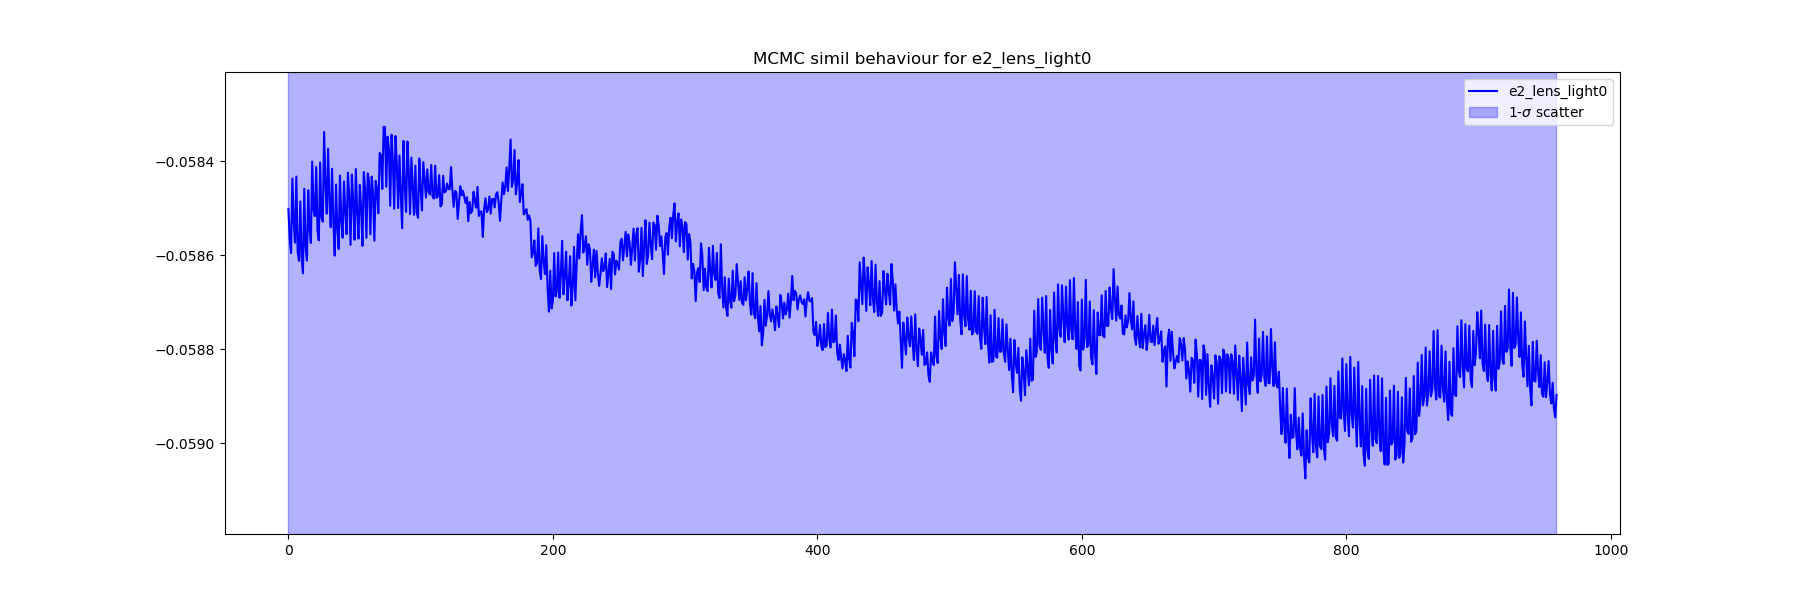 MCMC simil behaviour for e2_lens_light0
e2_lens_light0
1-σ scatter
−0.0584
−0.0586
−0.0588
−0.0590
0 200 400 600 800 1000